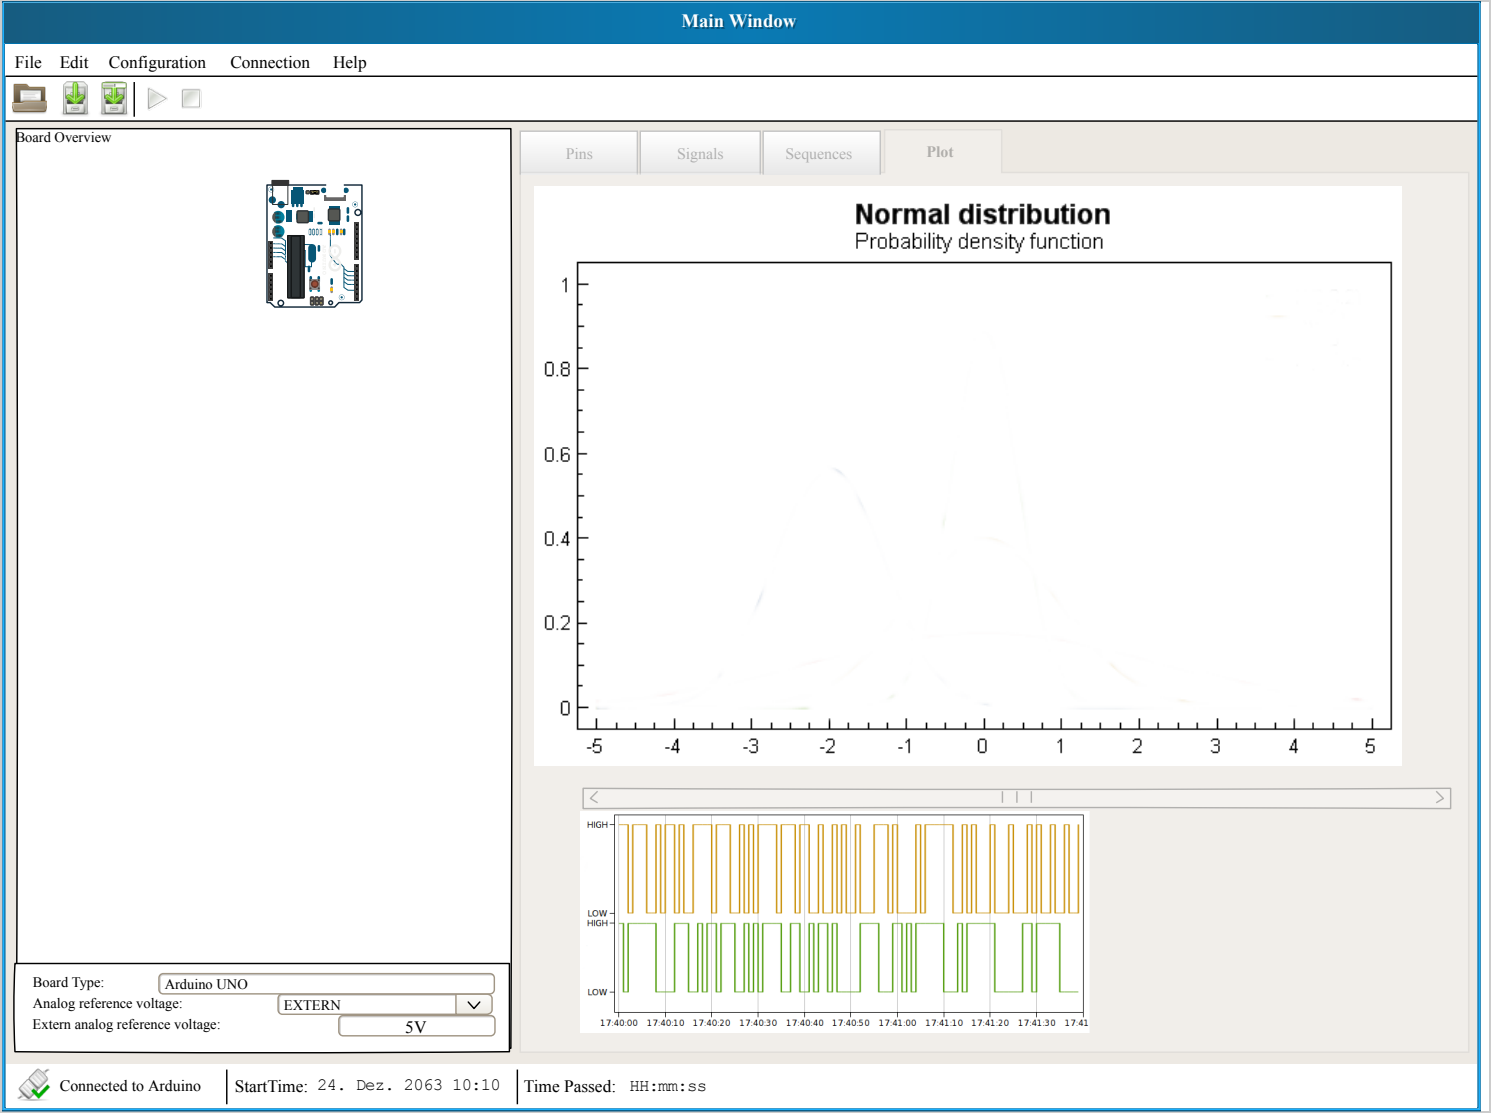 Main Window
File Edit Configuration Connection Help
Board Overview
Pins Signals Sequences Plot
Normal distribution
Probability density function
1
0.8
0.6
0.4
0.2
0
-5 -4 -3 -2 -1 0 1 2 3 4 5
HIGH
LOW
HIGH
LOW
17:40:00 17:40:10 17:40:20 17:40:30 17:40:40 17:40:50 17:41:00 17:41:10 17:41:20 17:41:30 17:41
Board Type: Arduino UNO
Analog reference voltage: EXTERN
Extern analog reference voltage: 5V
Connected to Arduino StartTime: 24. Dez. 2063 10:10 Time Passed: HH:mm:ss